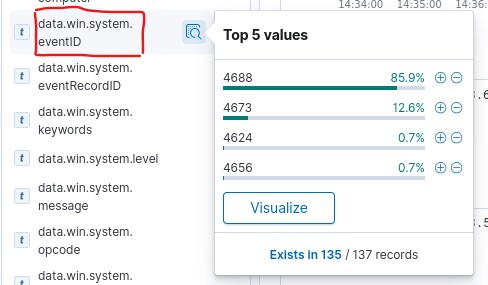 computer
14:34:00 14:35:00 14:36:
t data.win.system.
eventID
t data.win.system.
eventRecordID
t data.win.system.
keywords
t data.win.system.level
t data.win.system.
message
t data.win.system.
opcode
t data.win.system.
Top 5 values
4688 85.9%
4673 12.6%
4624 0.7%
4656 0.7%
Visualize
Exists in 135 / 137 records